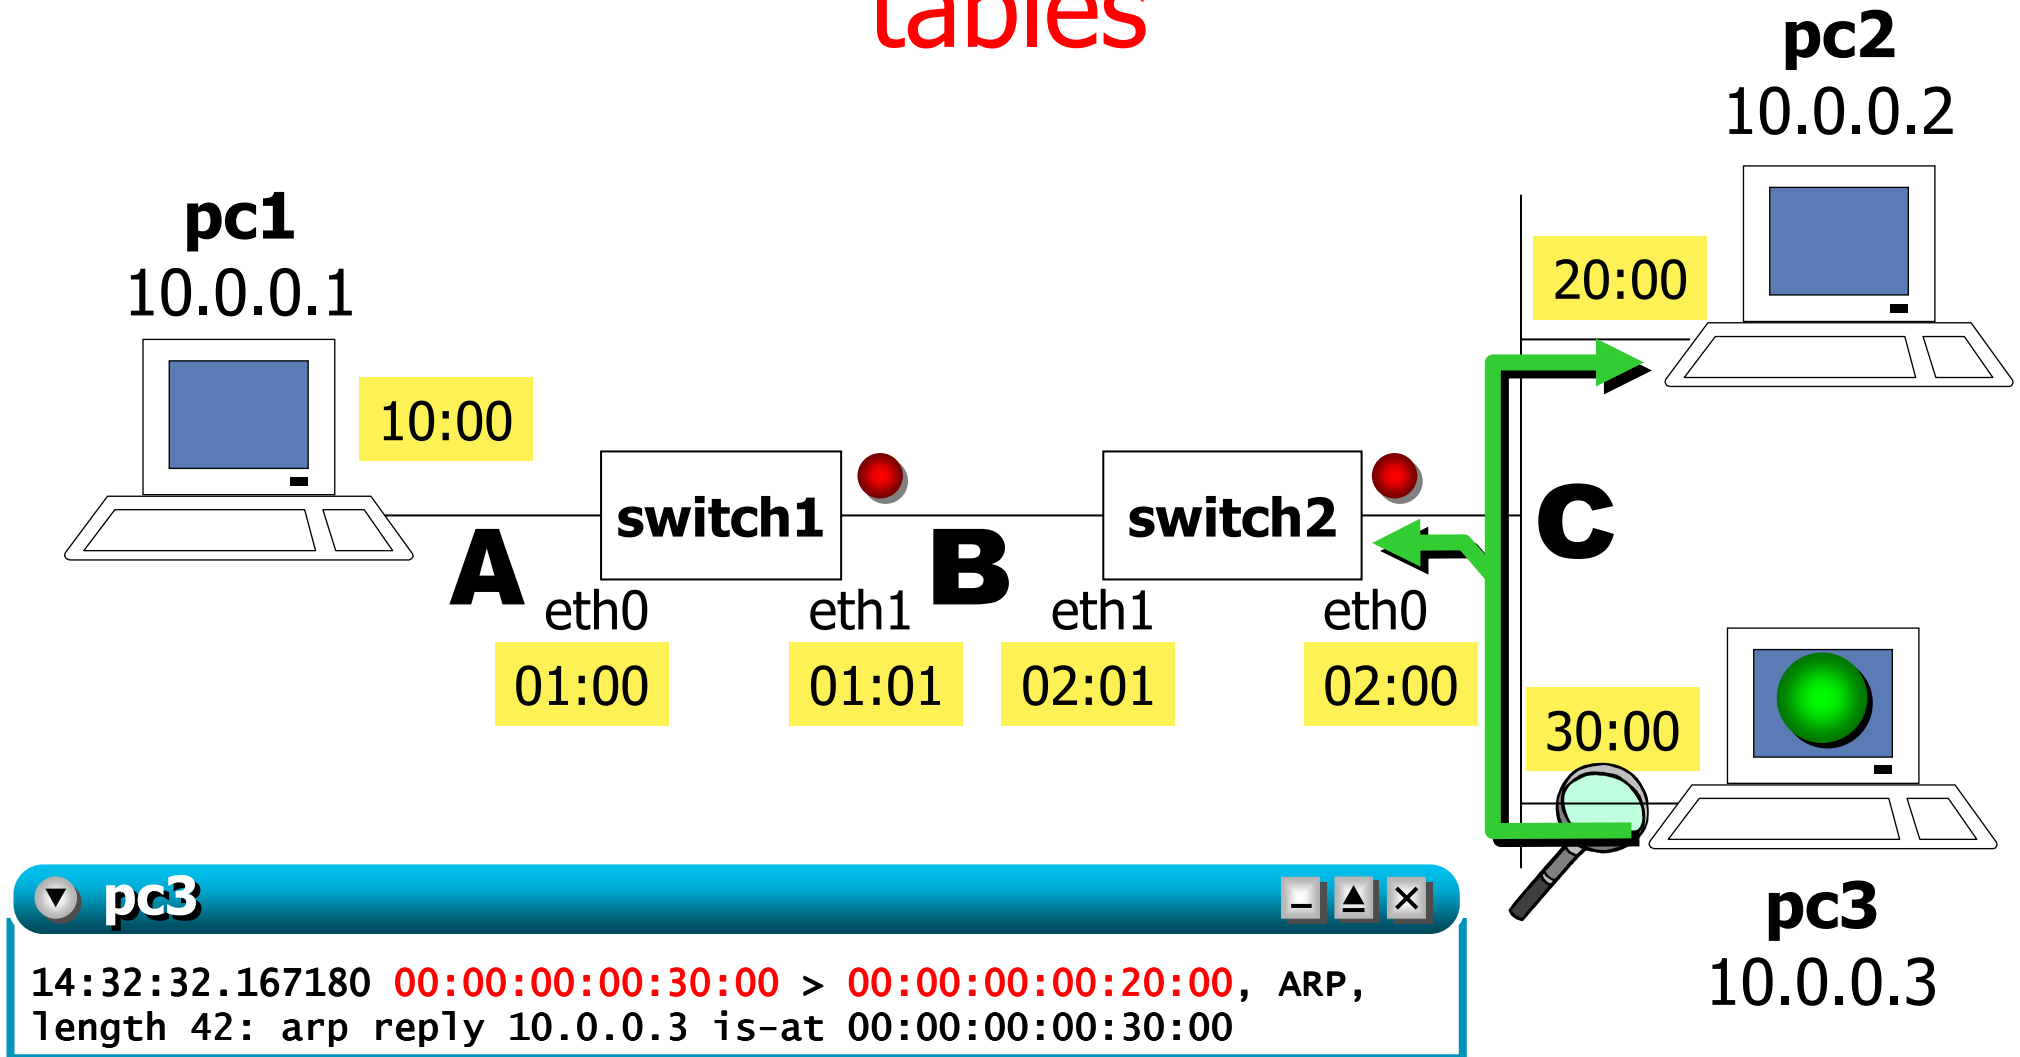 tables
pc2
10.0.0.2
pc1
10.0.0.1
20:00
10:00
switch1
switch2
A
B
C
eth0
eth1
eth1
eth0
01:00
01:01
02:01
02:00
30:00
pc3
10.0.0.3
pc3
14:32:32.167180 00:00:00:00:30:00 > 00:00:00:00:20:00, ARP,
length 42: arp reply 10.0.0.3 is-at 00:00:00:00:30:00